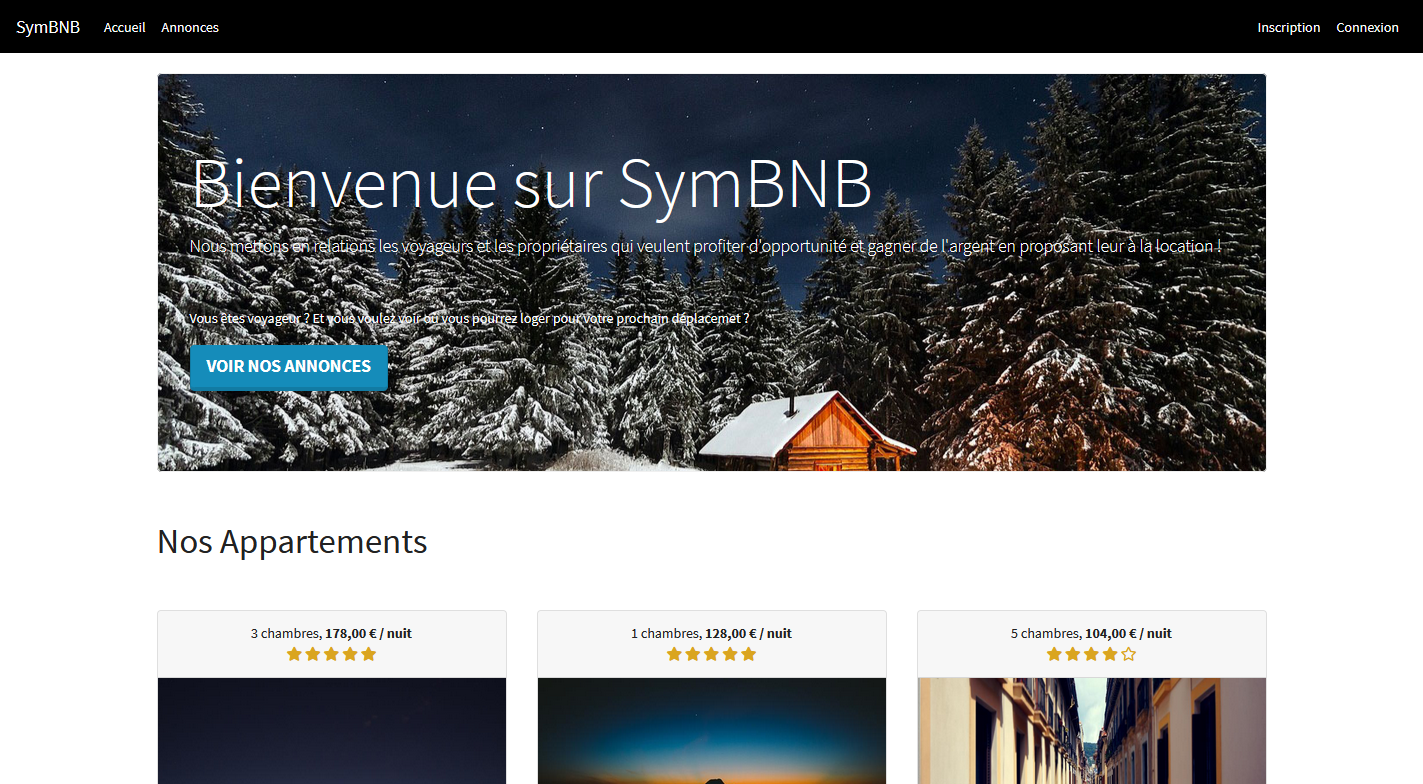 SymBNB Accueil Annonces Inscription Connexion
Bienvenue sur SymBNB
Nous mettons en relations les voyageurs et les propriétaires qui veulent profiter d'opportunité et gagner de l'argent en proposant leur à la location !
Vous êtes voyageur ? Et vous voulez voir où vous pourrez loger pour votre prochain déplacemet ?
VOIR NOS ANNONCES
Nos Appartements
3 chambres, 178,00 € / nuit
1 chambres, 128,00 € / nuit
5 chambres, 104,00 € / nuit